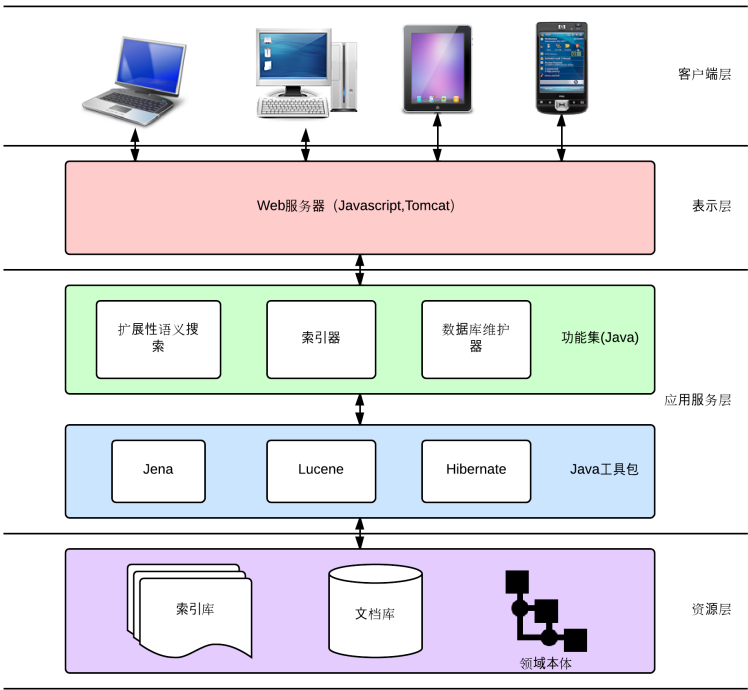 客户端层
Web服务器（Javascript,Tomcat）
表示层
扩展性语义搜
索
索引器
数据库维护
器
功能集(Java)
应用服务层
Jena
Lucene
Hibernate
Java工具包
索引库
文档库
领域本体
资源层